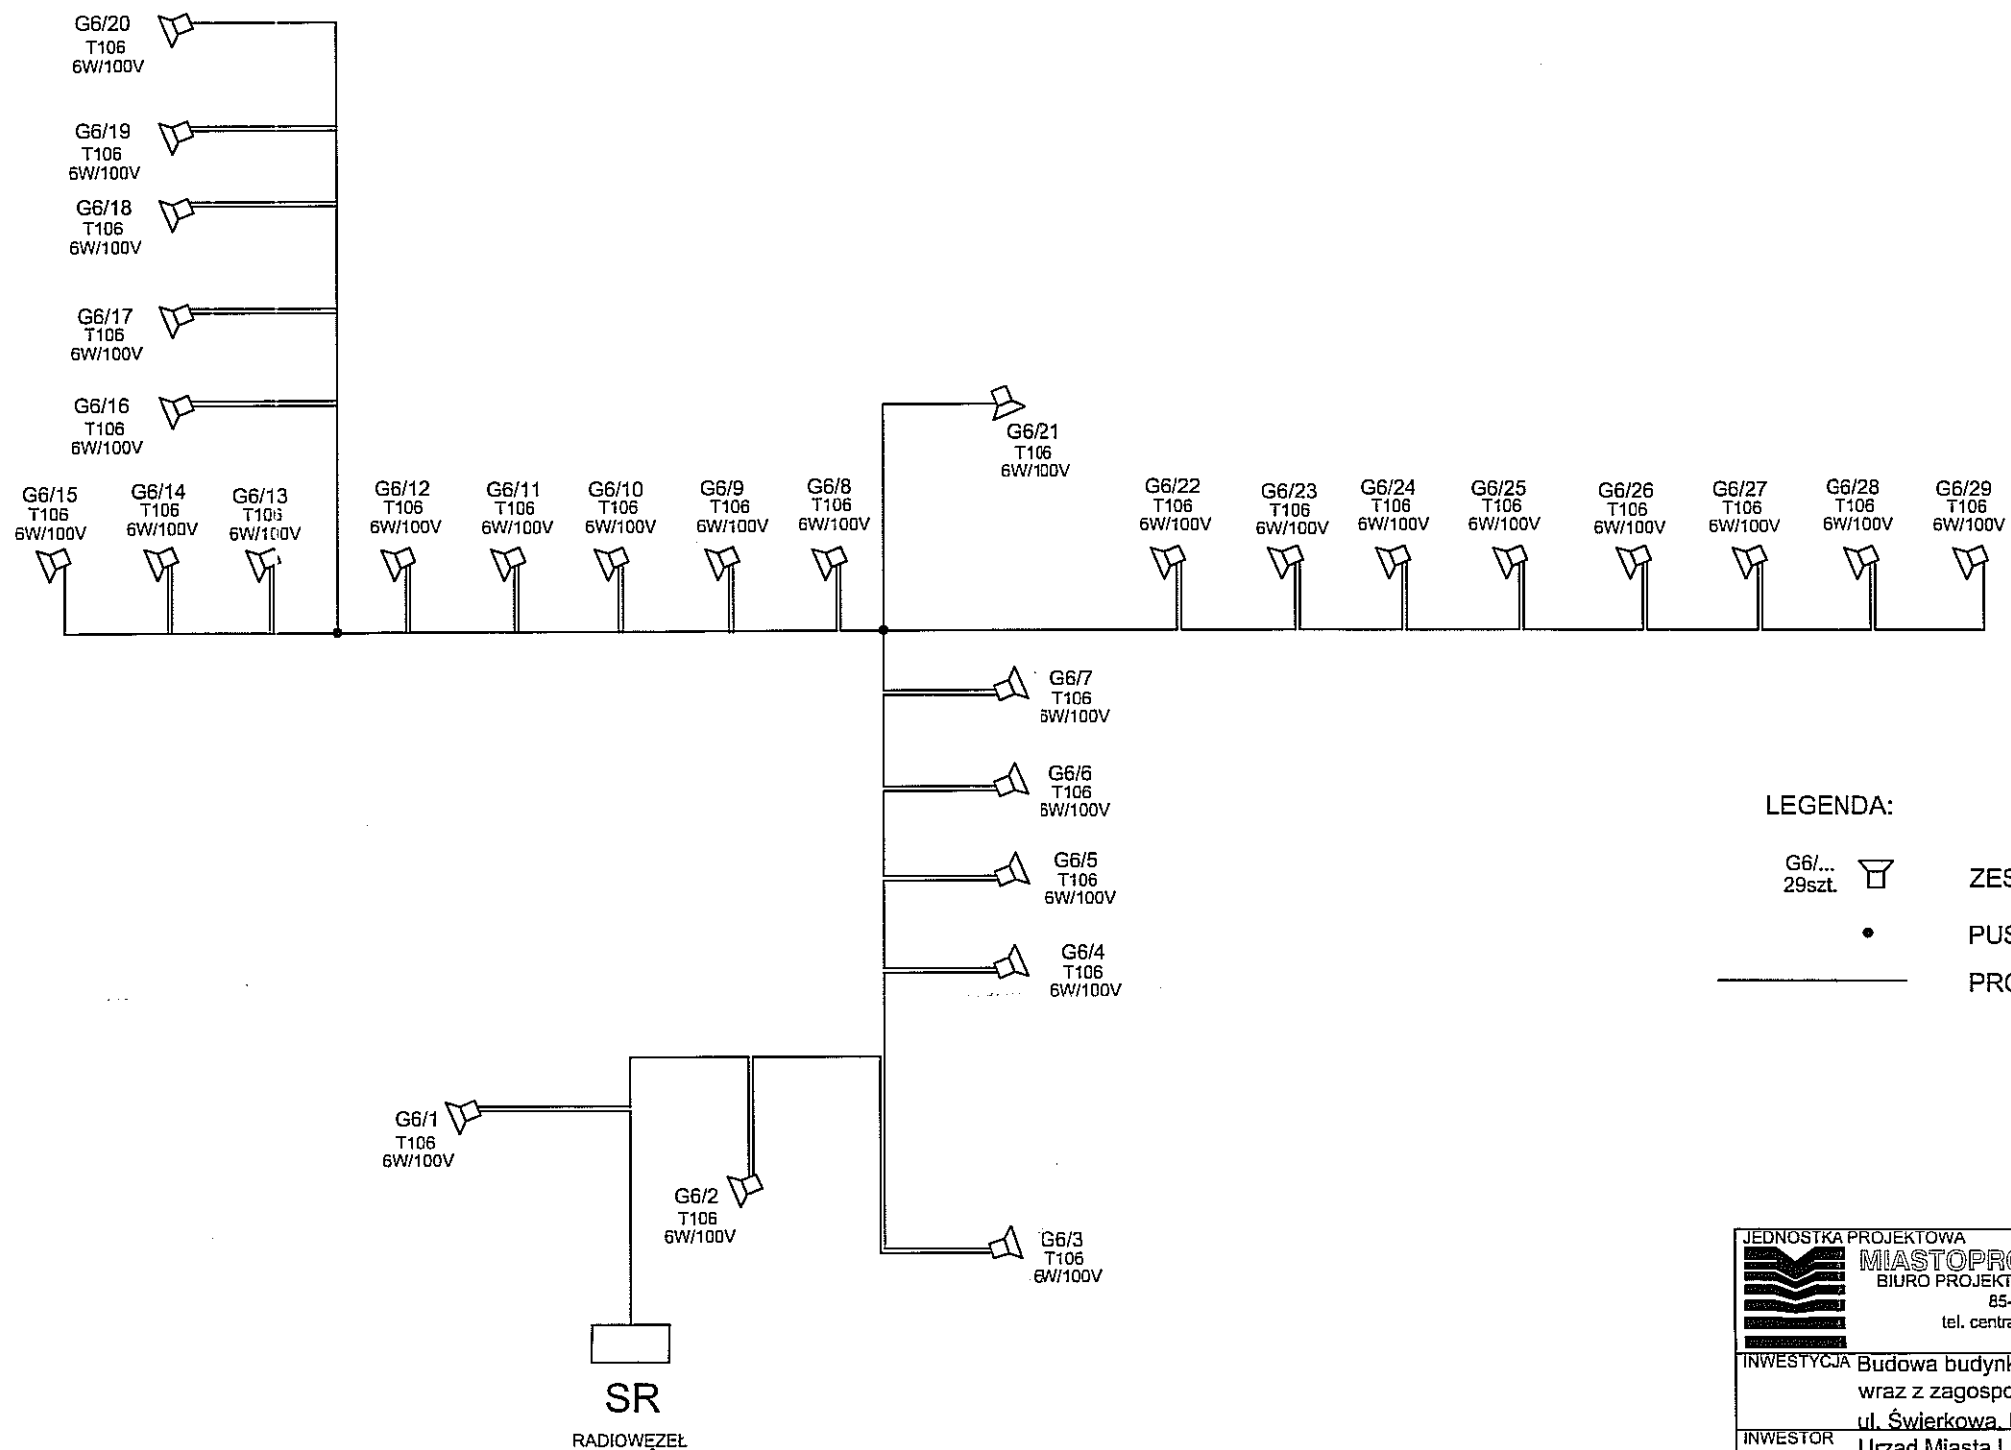 G6/20
T106
6W/100V
G6/19
T106
6W/100V
G6/18
T106
6W/100V
G6/17
T106
6W/100V
G6/16
T106
6W/100V
G6/15
T106
6W/100V
G6/14
T106
6W/100V
G6/13
T106
6W/100V
G6/12
T106
6W/100V
G6/11
T106
6W/100V
G6/10
T106
6W/100V
G6/9
T106
6W/100V
G6/8
T106
6W/100V
G6/21
T106
6W/100V
G6/22
T106
6W/100V
G6/23
T106
6W/100V
G6/24
T106
6W/100V
G6/25
T106
6W/100V
G6/26
T106
6W/100V
G6/27
T106
6W/100V
G6/28
T106
6W/100V
G6/29
T106
6W/100V
G6/7
T106
6W/100V
G6/6
T106
6W/100V
G6/5
T106
6W/100V
G6/4
T106
6W/100V
G6/1
T106
6W/100V
G6/2
T106
6W/100V
G6/3
T106
6W/100V
SR
RADIOWĘZEŁ
LEGENDA:
G6/...
29szt.
ZES
PUS
PRO
JEDNOSTKA PROJEKTOWA
MIASTOPRO
BIURO PROJEKT
85-
tel. centra
INWESTYCJA Budowa budynk
wraz z zagospo
ul. Świerkowa,
INWESTOR Urząd Miasta